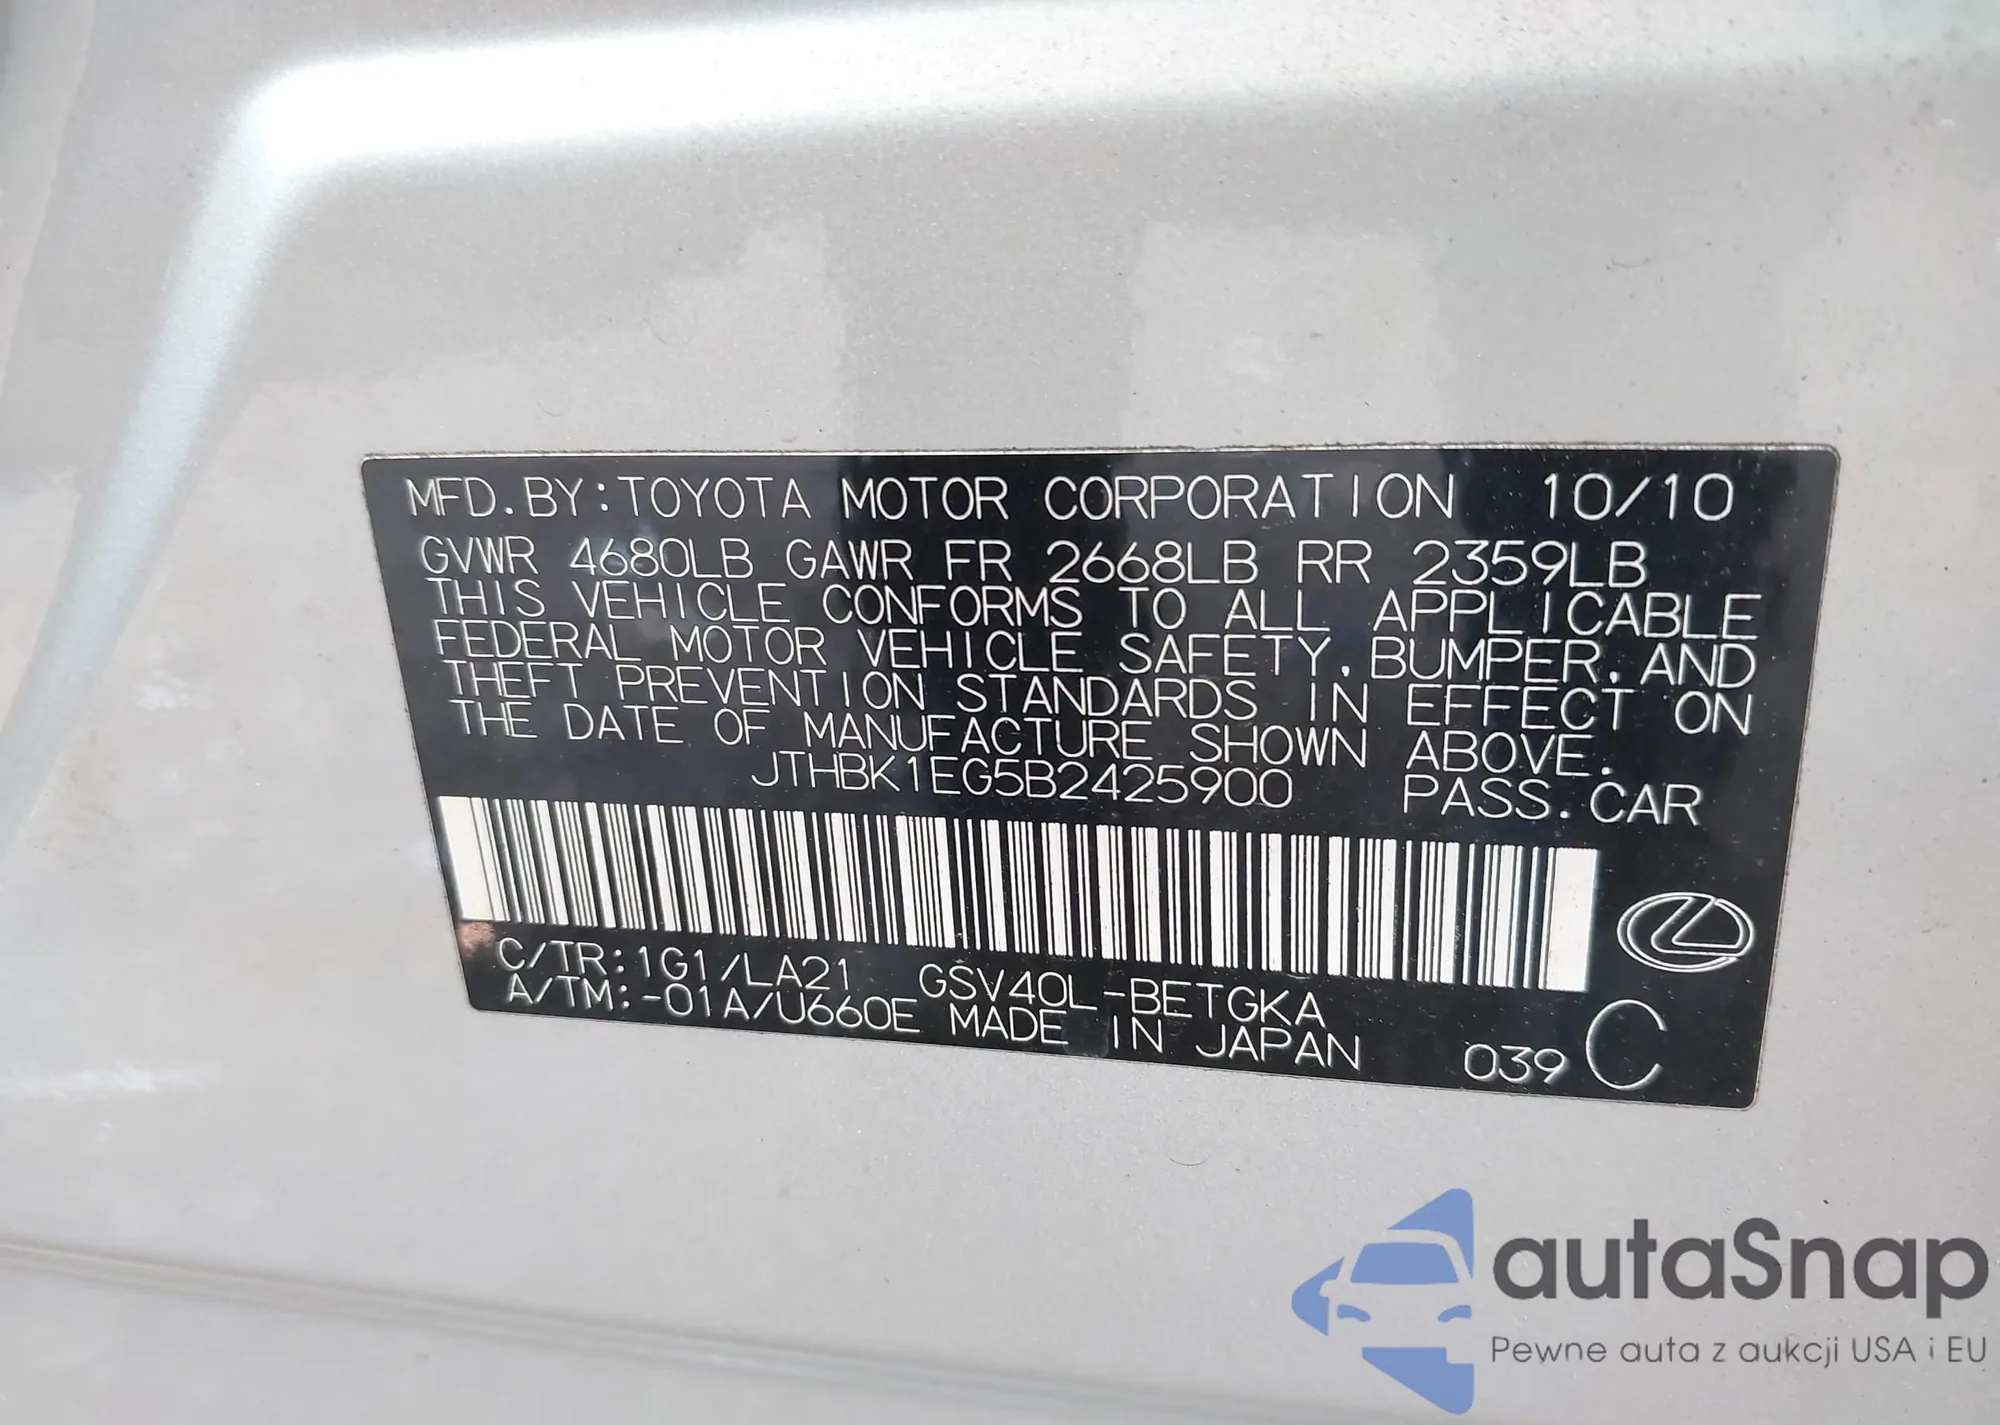 MFD. BY: TOYOTA MOTOR CORPORATION 10/10
GVWR 4680LB GAWR FR 2668LB RR 2359LB
THIS VEHICLE CONFORMS TO ALL APPLICABLE
FEDERAL MOTOR VEHICLE SAFETY, BUMPER, AND
THEFT PREVENTION STANDARDS IN EFFECT ON
THE DATE OF MANUFACTURE SHOWN ABOVE.
JTHBK1EG5B2425900 PASS. CAR
C/TR: 1G1/LA21 GSV40L-BETGKA
A/TM: -01A/U660E MADE IN JAPAN 039 C
autaSnap
Pewne auta z aukcji USA i EU